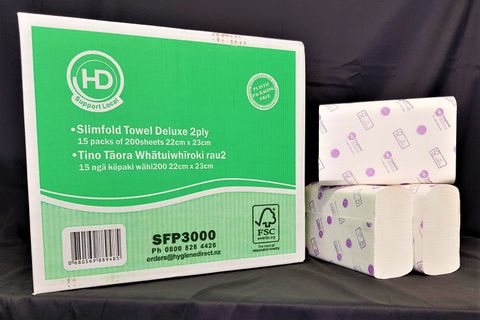 HD
Support Local
PLASTIC PACKAGING FREE
•Slimfold Towel Deluxe 2ply
15 packs of 200sheets 22cm x 23cm
•Tino Tāora Whātuiwhīroki rau2
15 ngā kōpaki wāhi200 22cm x 23cm
SFP3000
Ph 0800 828 4426
orders@hygienedirect.nz
0680569889485
FSC